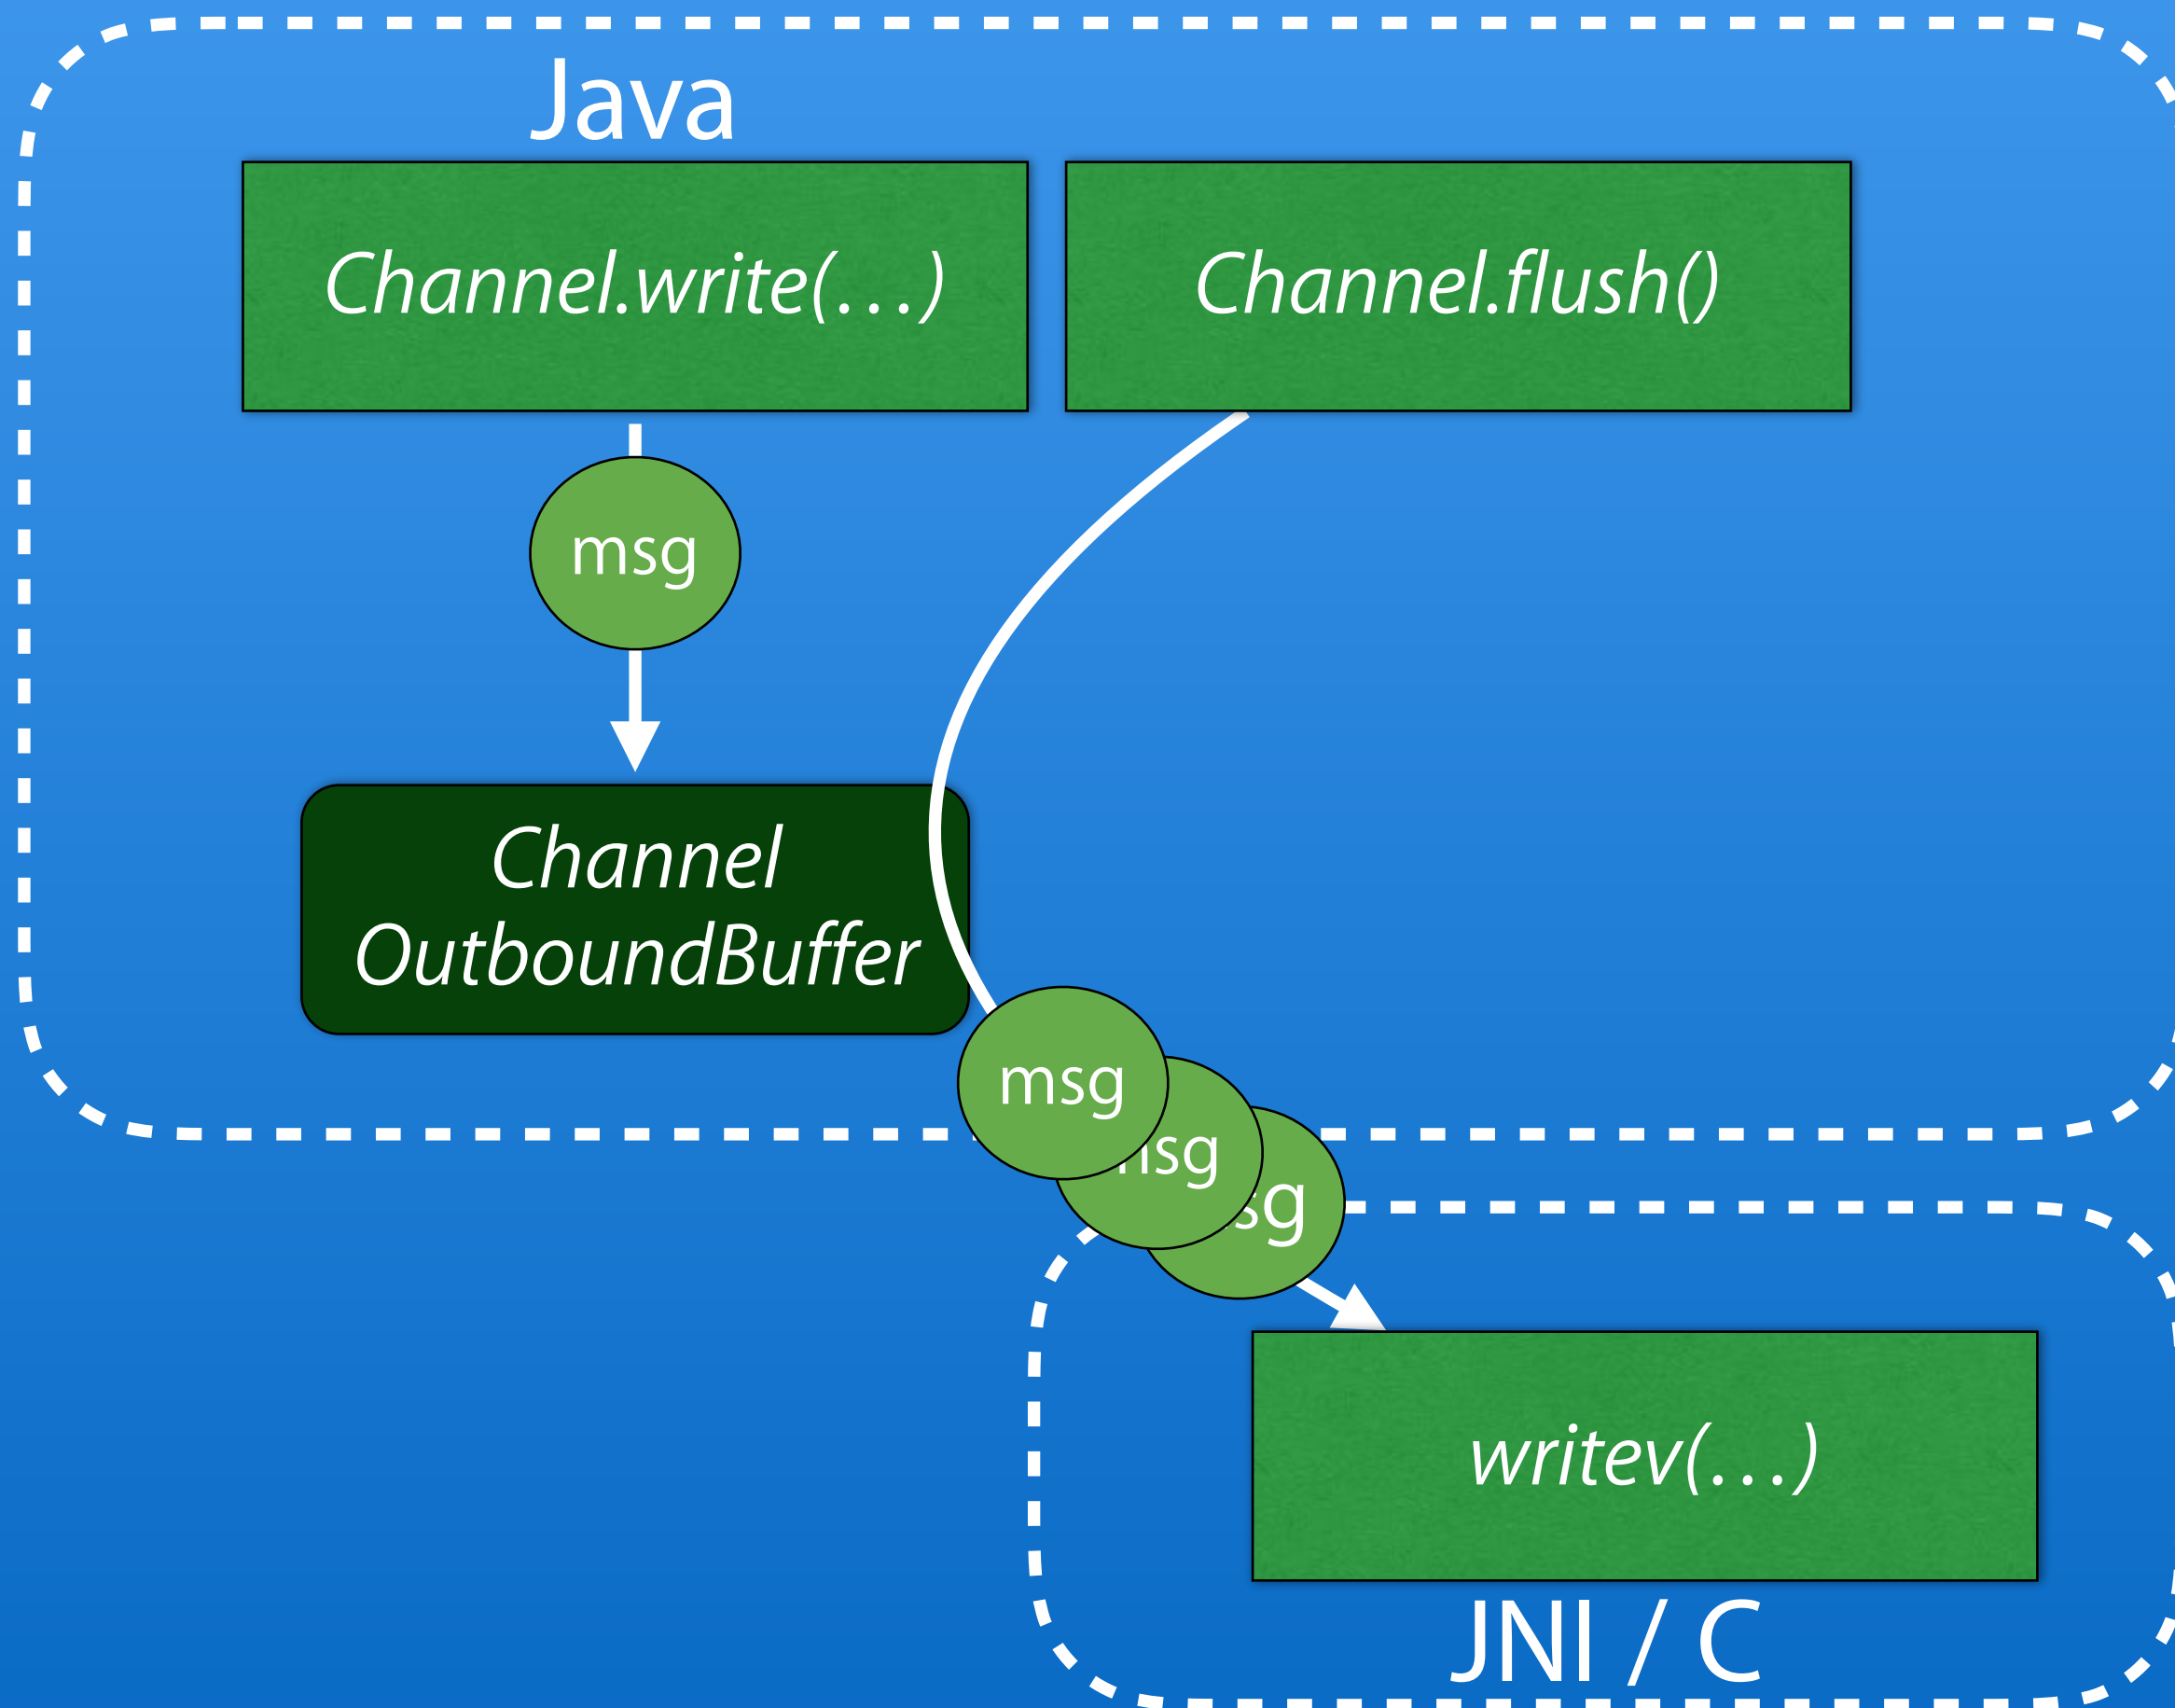 Java
Channel.write(…)
Channel.flush()
msg
Channel
OutboundBuffer
msg
writev(…)
JNI / C